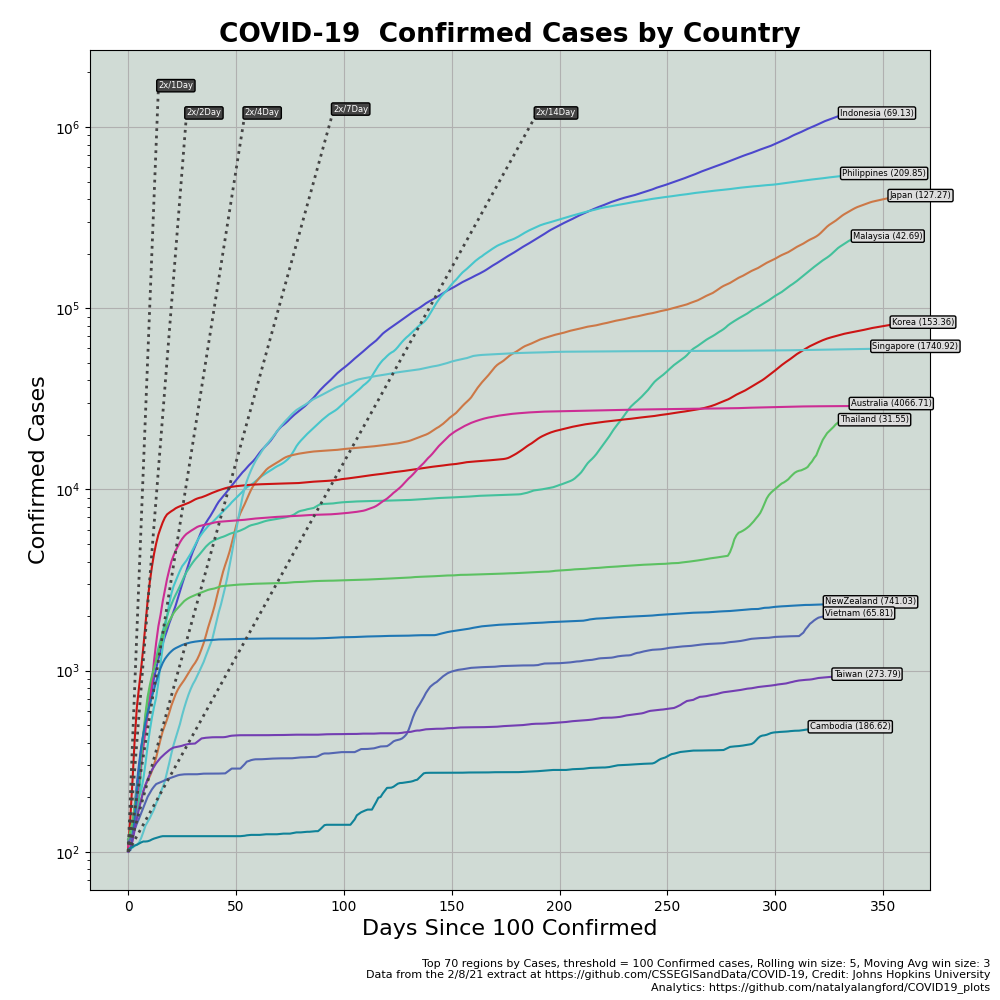 COVID-19  Confirmed Cases by Country
2x/1Day
2x/2Day
2x/4Day
2x/7Day
2x/14Day
Indonesia (69.13)
Philippines (209.85)
Japan (127.27)
Malaysia (42.69)
Korea (153.36)
Singapore (1740.92)
Australia (4066.71)
Thailand (31.55)
NewZealand (741.03)
Vietnam (65.81)
Taiwan (273.79)
Cambodia (186.62)
Confirmed Cases
10⁶
10⁵
10⁴
10³
10²
0 50 100 150 200 250 300 350
Days Since 100 Confirmed
Top 70 regions by Cases, threshold = 100 Confirmed cases, Rolling win size: 5, Moving Avg win size: 3
Data from the 2/8/21 extract at https://github.com/CSSEGISandData/COVID-19, Credit: Johns Hopkins University
Analytics: https://github.com/natalyalangford/COVID19_plots